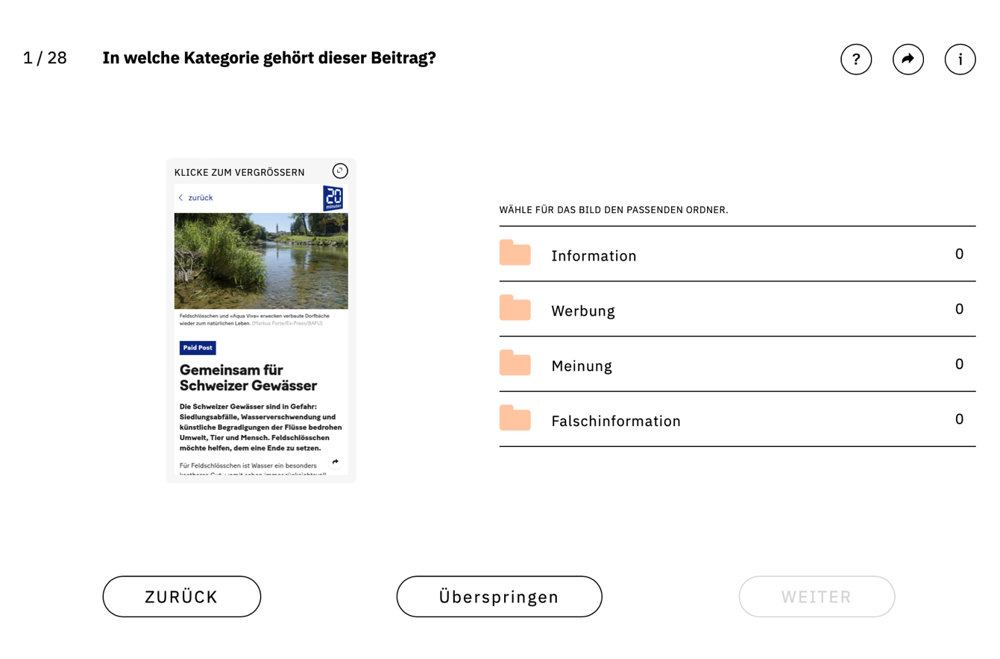 1 / 28
In welche Kategorie gehört dieser Beitrag?
?
i
KLICKE ZUM VERGRÖSSERN
zurück
20
minuten
Feldschlösschen und «Aqua Viva» erwecken verbaute Dorfbäche
wieder zum natürlichen Leben. (Markus Forte/Ex-Press/BAFU)
Paid Post
Gemeinsam für
Schweizer Gewässer
Die Schweizer Gewässer sind in Gefahr:
Siedlungsabfälle, Wasserverschwendung und
künstliche Begradigungen der Flüsse bedrohen
Umwelt, Tier und Mensch. Feldschlösschen
möchte helfen, dem eine Ende zu setzen.
Für Feldschlösschen ist Wasser ein besonders
WÄHLE FÜR DAS BILD DEN PASSENDEN ORDNER.
Information 0
Werbung 0
Meinung 0
Falschinformation 0
ZURÜCK
Überspringen
WEITER